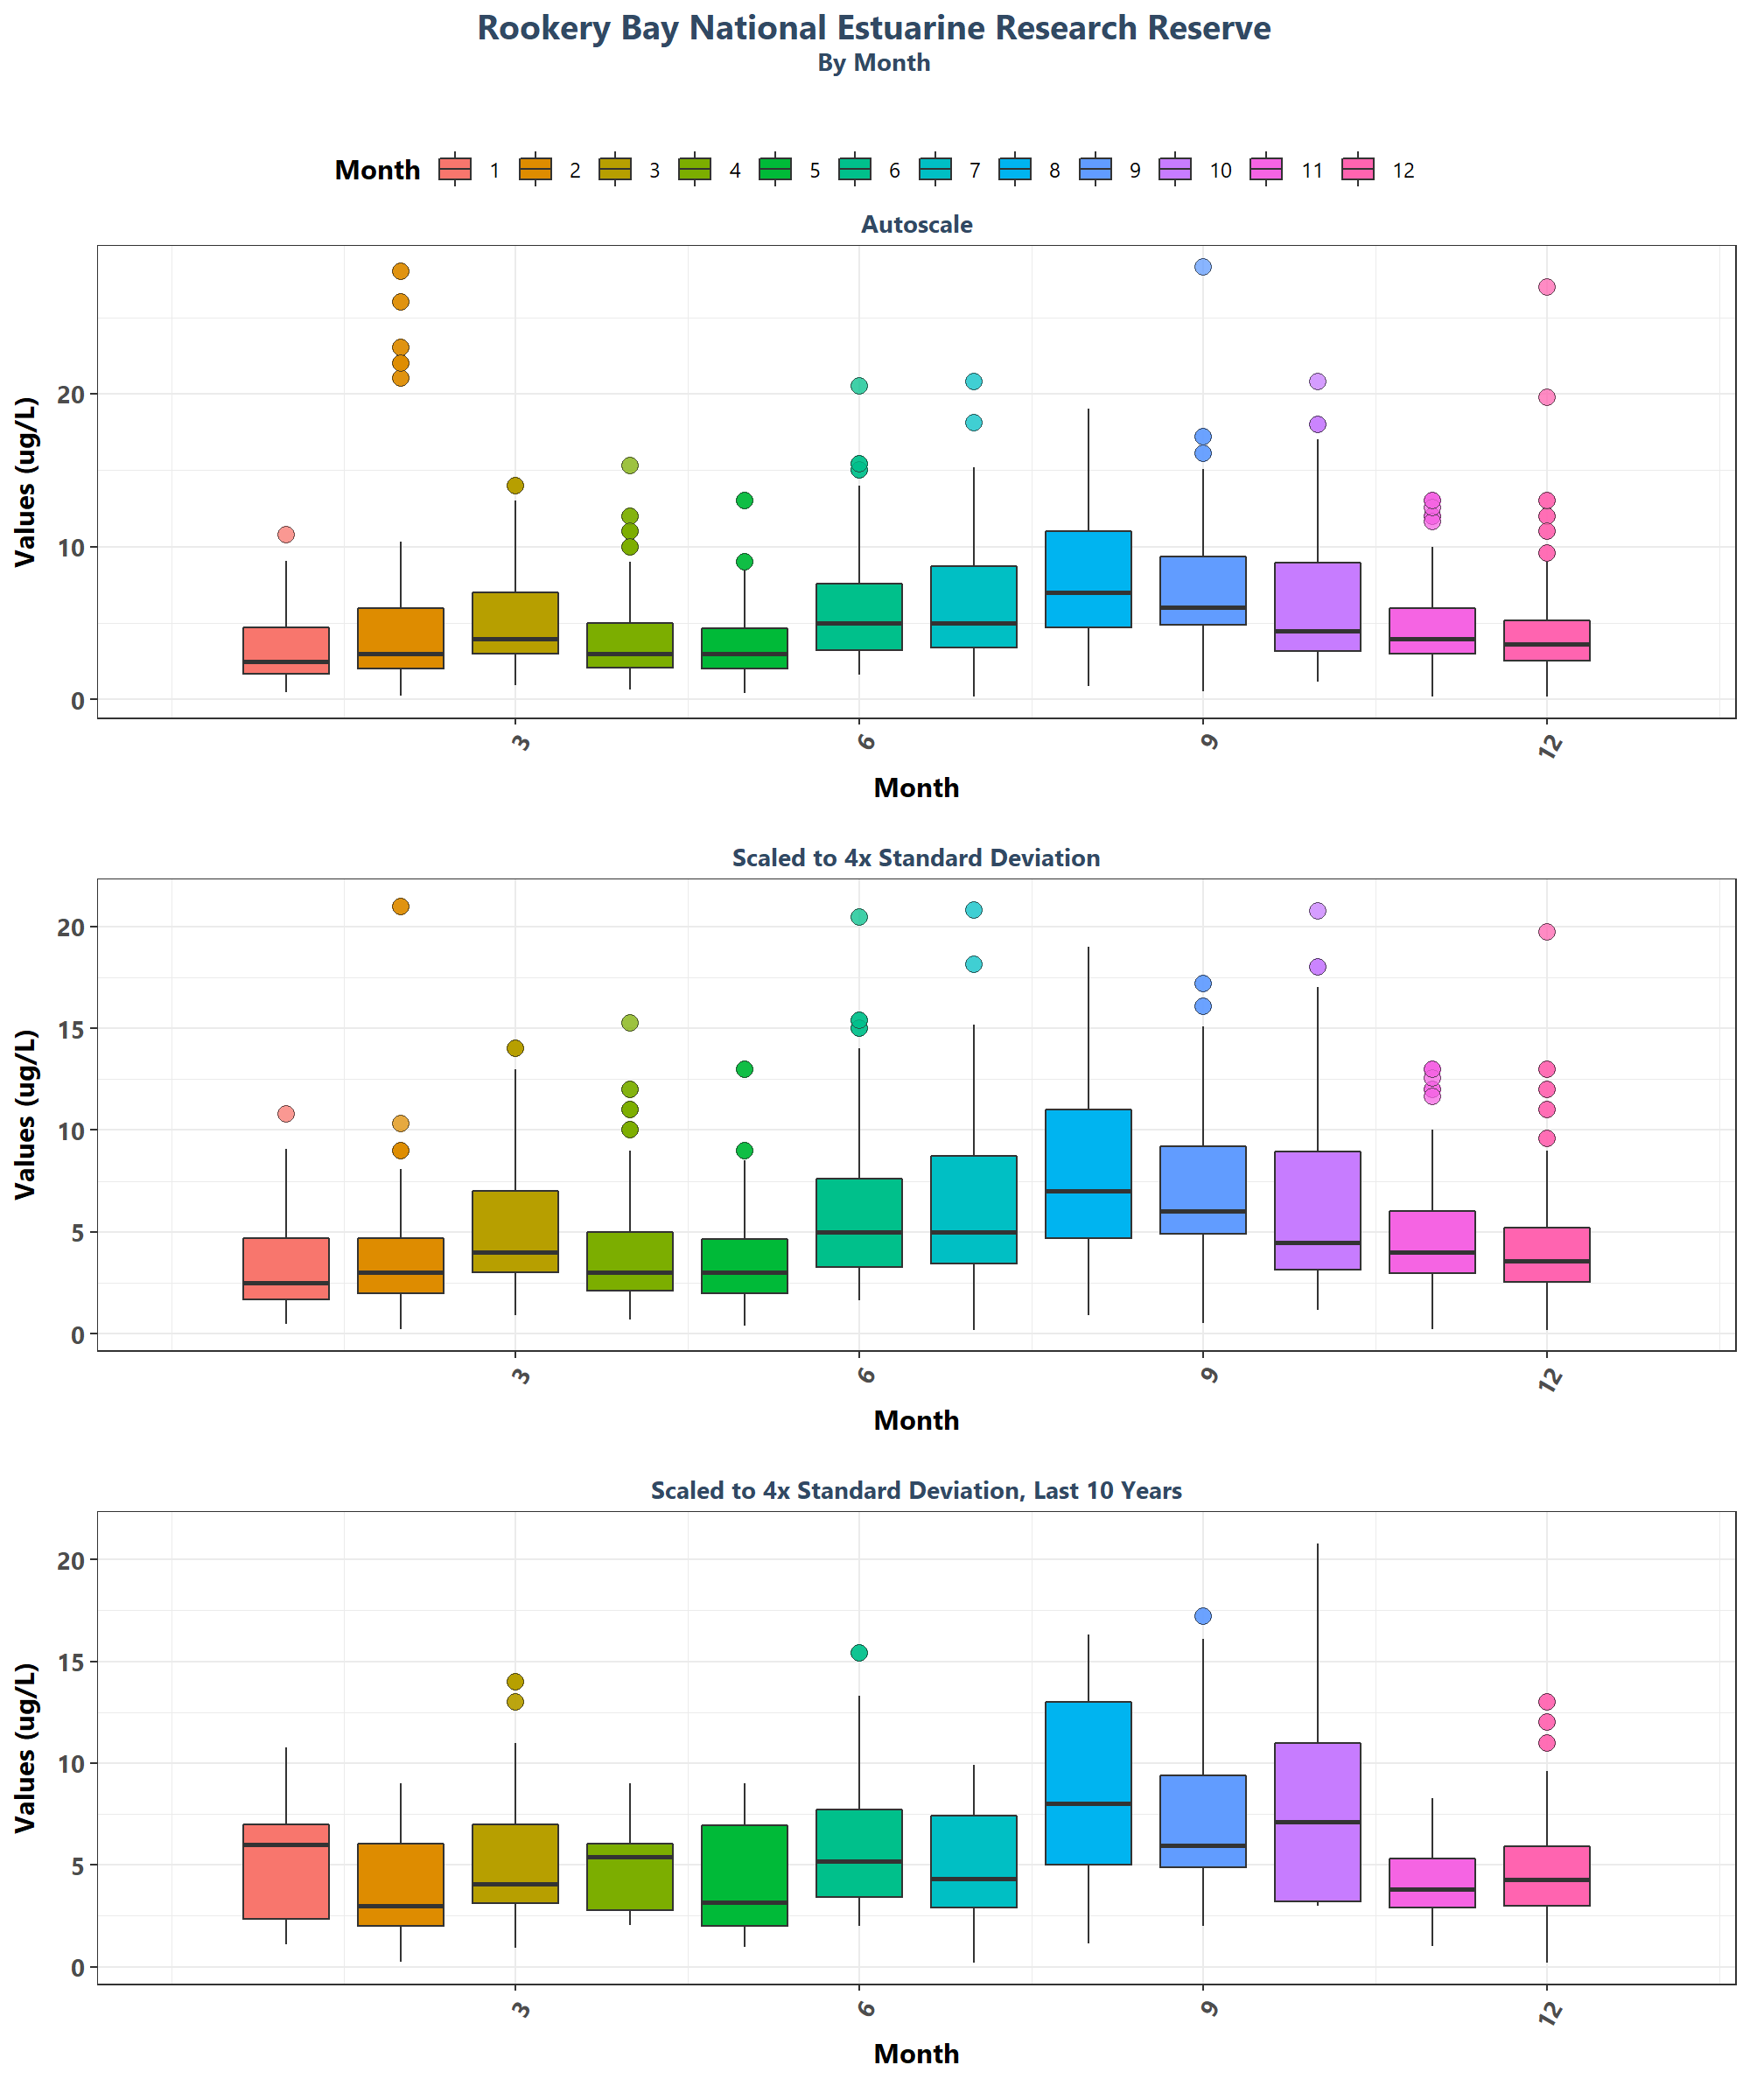 Rookery Bay National Estuarine Research Reserve
By Month
Month 1 2 3 4 5 6 7 8 9 10 11 12
Autoscale
Values (ug/L)
20
10
0
3 6 9 12
Month
Scaled to 4x Standard Deviation
Values (ug/L)
20
15
10
5
0
3 6 9 12
Month
Scaled to 4x Standard Deviation, Last 10 Years
Values (ug/L)
20
15
10
5
0
3 6 9 12
Month